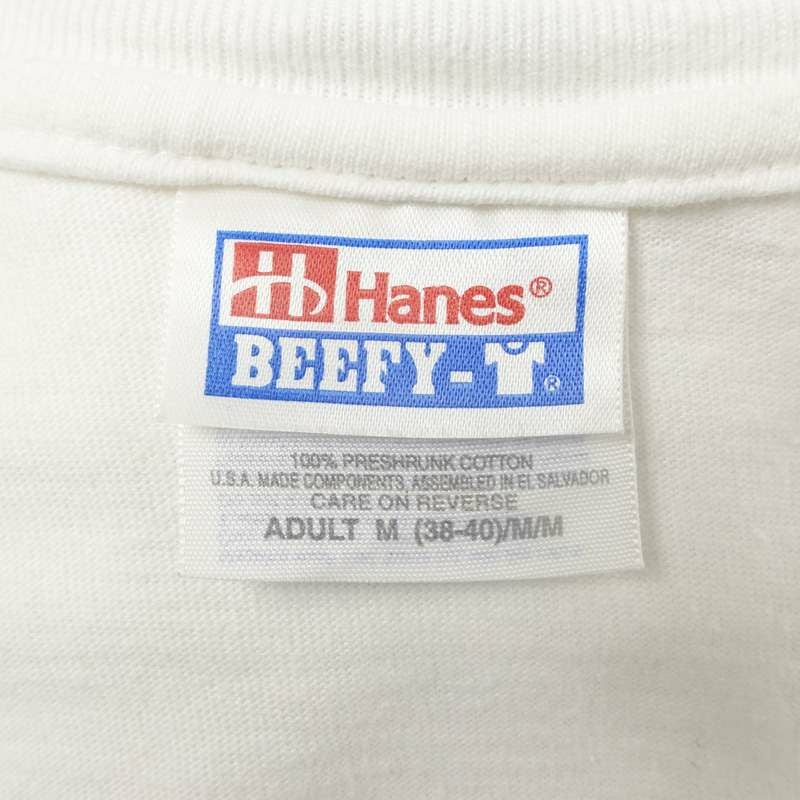 Hanes®
BEEFY-T®
100% PRESHRUNK COTTON
U.S.A. MADE COMPONENTS, ASSEMBLED IN EL SALVADOR
CARE ON REVERSE
ADULT M (38-40)/M/M